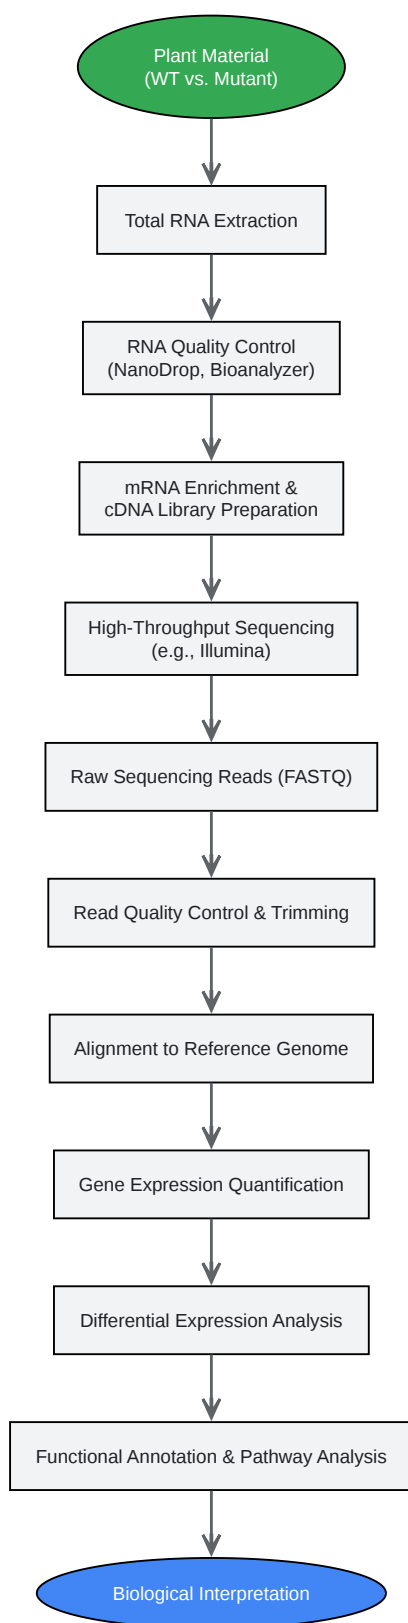 Plant Material
(WT vs. Mutant)
Total RNA Extraction
RNA Quality Control
(NanoDrop, Bioanalyzer)
mRNA Enrichment &
cDNA Library Preparation
High-Throughput Sequencing
(e.g., Illumina)
Raw Sequencing Reads (FASTQ)
Read Quality Control & Trimming
Alignment to Reference Genome
Gene Expression Quantification
Differential Expression Analysis
Functional Annotation & Pathway Analysis
Biological Interpretation